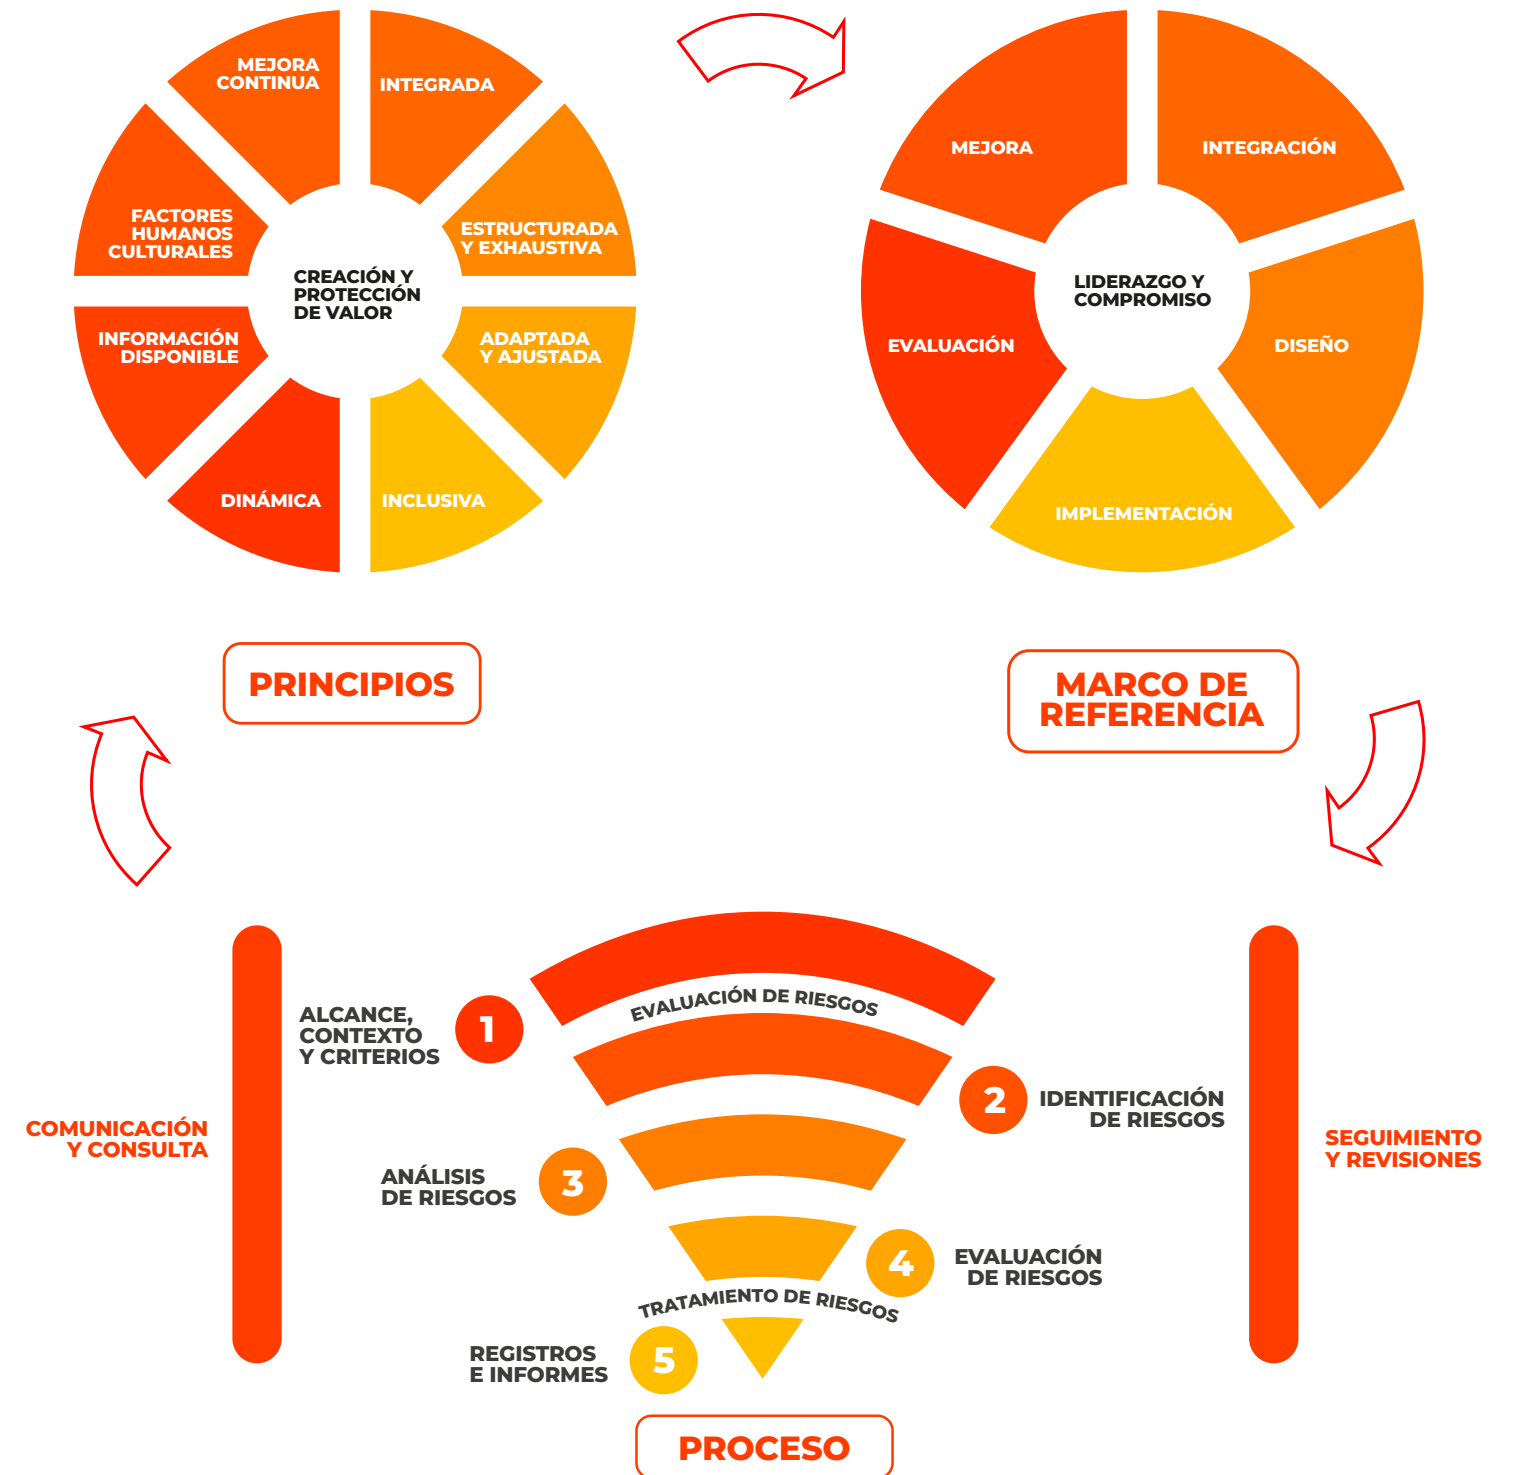 MEJORA
CONTINUA
INTEGRADA
FACTORES
HUMANOS
CULTURALES
ESTRUCTURADA
Y EXHAUSTIVA
CREACIÓN Y
PROTECCIÓN
DE VALOR
INFORMACIÓN
DISPONIBLE
ADAPTADA
Y AJUSTADA
DINÁMICA
INCLUSIVA
PRINCIPIOS
MEJORA
INTEGRACIÓN
LIDERAZGO Y
COMPROMISO
EVALUACIÓN
DISEÑO
IMPLEMENTACIÓN
MARCO DE
REFERENCIA
EVALUACIÓN DE RIESGOS
ALCANCE,
CONTEXTO
Y CRITERIOS
1
2
IDENTIFICACIÓN
DE RIESGOS
COMUNICACIÓN
Y CONSULTA
SEGUIMIENTO
Y REVISIONES
ANÁLISIS
DE RIESGOS
3
4
EVALUACIÓN
DE RIESGOS
TRATAMIENTO DE RIESGOS
REGISTROS
E INFORMES
5
PROCESO